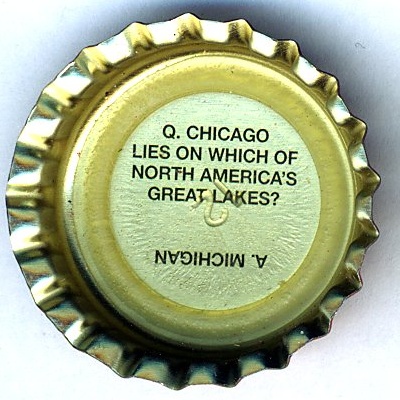 Q. CHICAGO
LIES ON WHICH OF
NORTH AMERICA'S
GREAT LAKES?
A. MICHIGAN